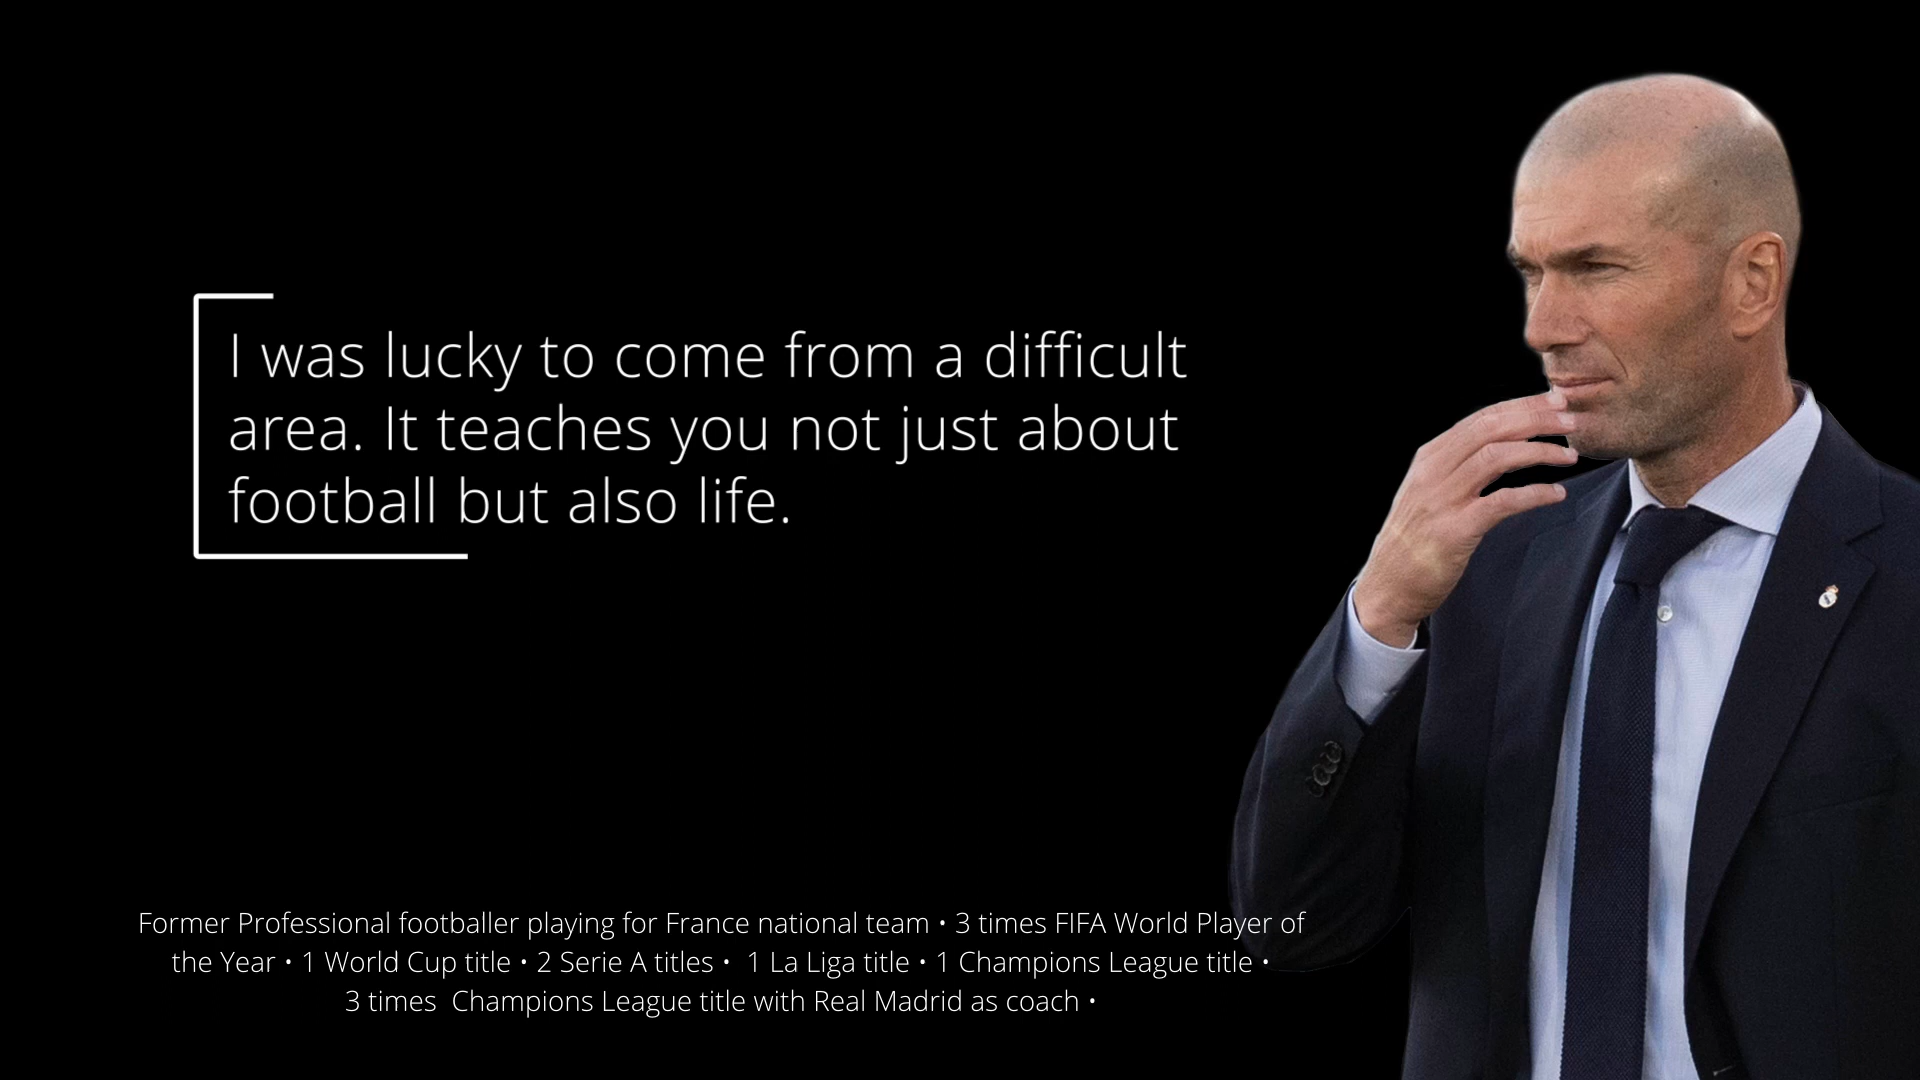 I was lucky to come from a difficult
area. It teaches you not just about
football but also life.
Former Professional footballer playing for France national team • 3 times FIFA World Player of
the Year • 1 World Cup title • 2 Serie A titles •  1 La Liga title • 1 Champions League title •
3 times  Champions League title with Real Madrid as coach •